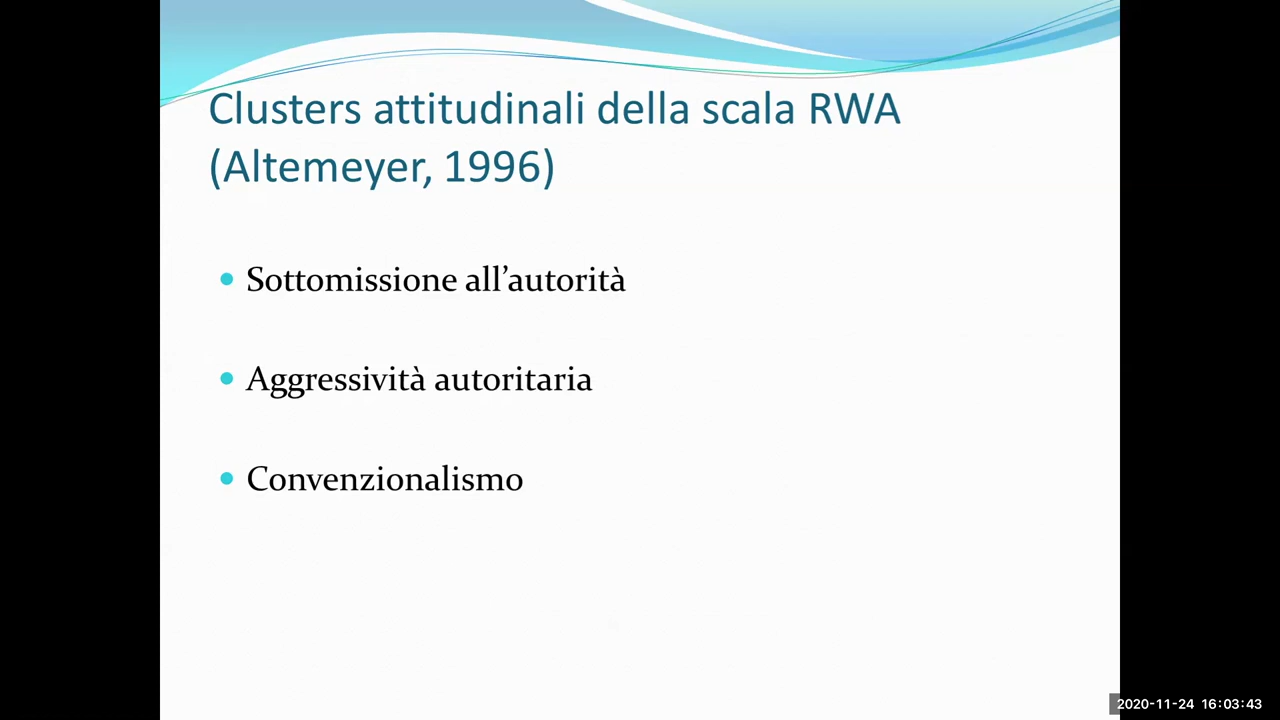 Clusters attitudinali della scala RWA
(Altemeyer, 1996)
• Sottomissione all’autorità
• Aggressività autoritaria
• Convenzionalismo
2020-11-24 16:03:43